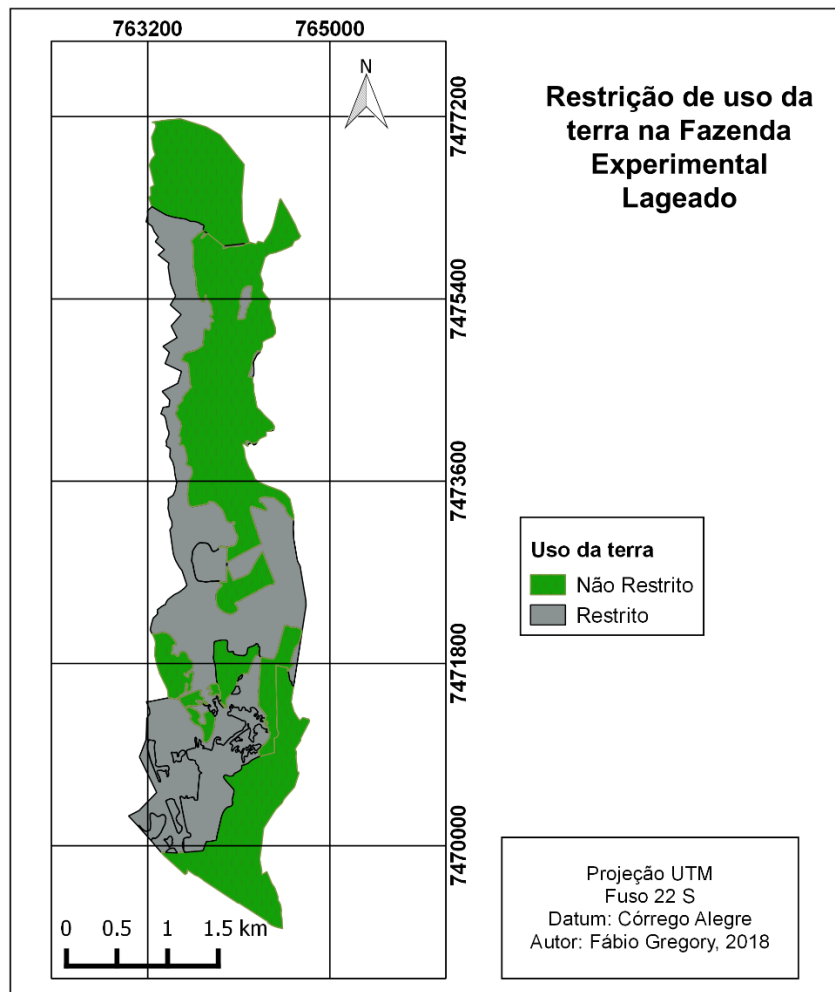 763200
765000
N
Restrição de uso da
terra na Fazenda
Experimental
Lageado
7477200
7475400
7473600
7471800
7470000
Uso da terra
Não Restrito
Restrito
0 0.5 1 1.5 km
Projeção UTM
Fuso 22 S
Datum: Córrego Alegre
Autor: Fábio Gregory, 2018